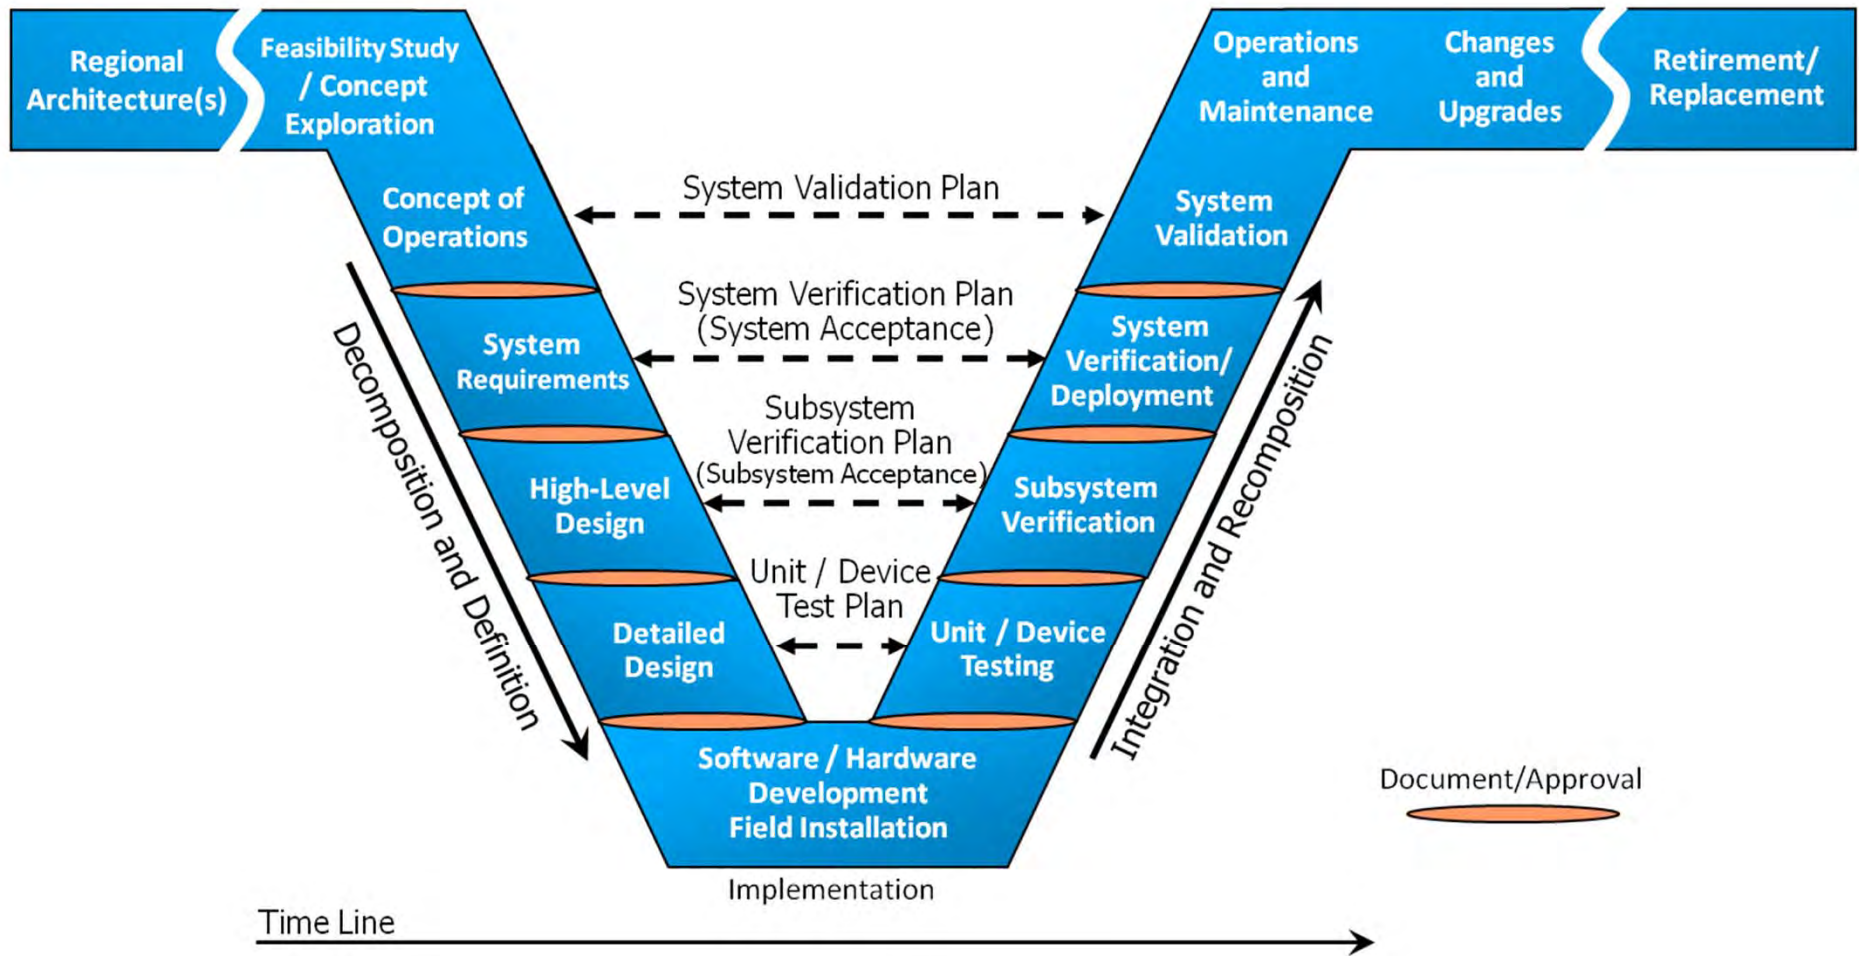 Regional
Architecture(s)
Feasibility Study
/ Concept
Exploration
Concept of
Operations
System
Requirements
High-Level
Design
Detailed
Design
Software / Hardware
Development
Field Installation
Implementation
Unit / Device
Testing
Subsystem
Verification
System
Verification/
Deployment
System
Validation
Operations
and
Maintenance
Changes
and
Upgrades
Retirement/
Replacement
System Validation Plan
System Verification Plan
(System Acceptance)
Subsystem
Verification Plan
(Subsystem Acceptance)
Unit / Device
Test Plan
Decomposition and Definition
Integration and Recomposition
Document/Approval
Time Line